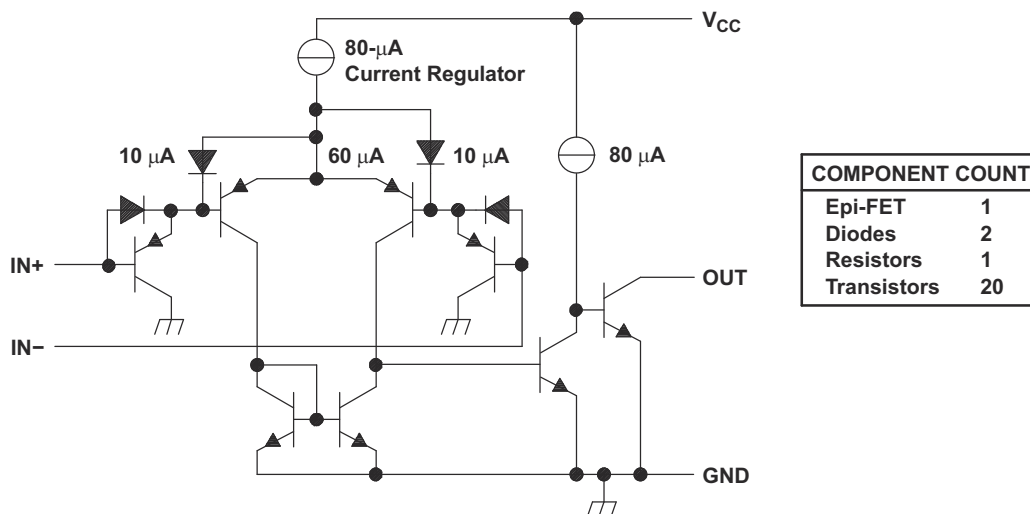 V_CC
80-μA
Current Regulator
10 μA
60 μA
10 μA
80 μA
IN+
OUT
IN−
GND
COMPONENT COUNT
Epi-FET 1
Diodes 2
Resistors 1
Transistors 20